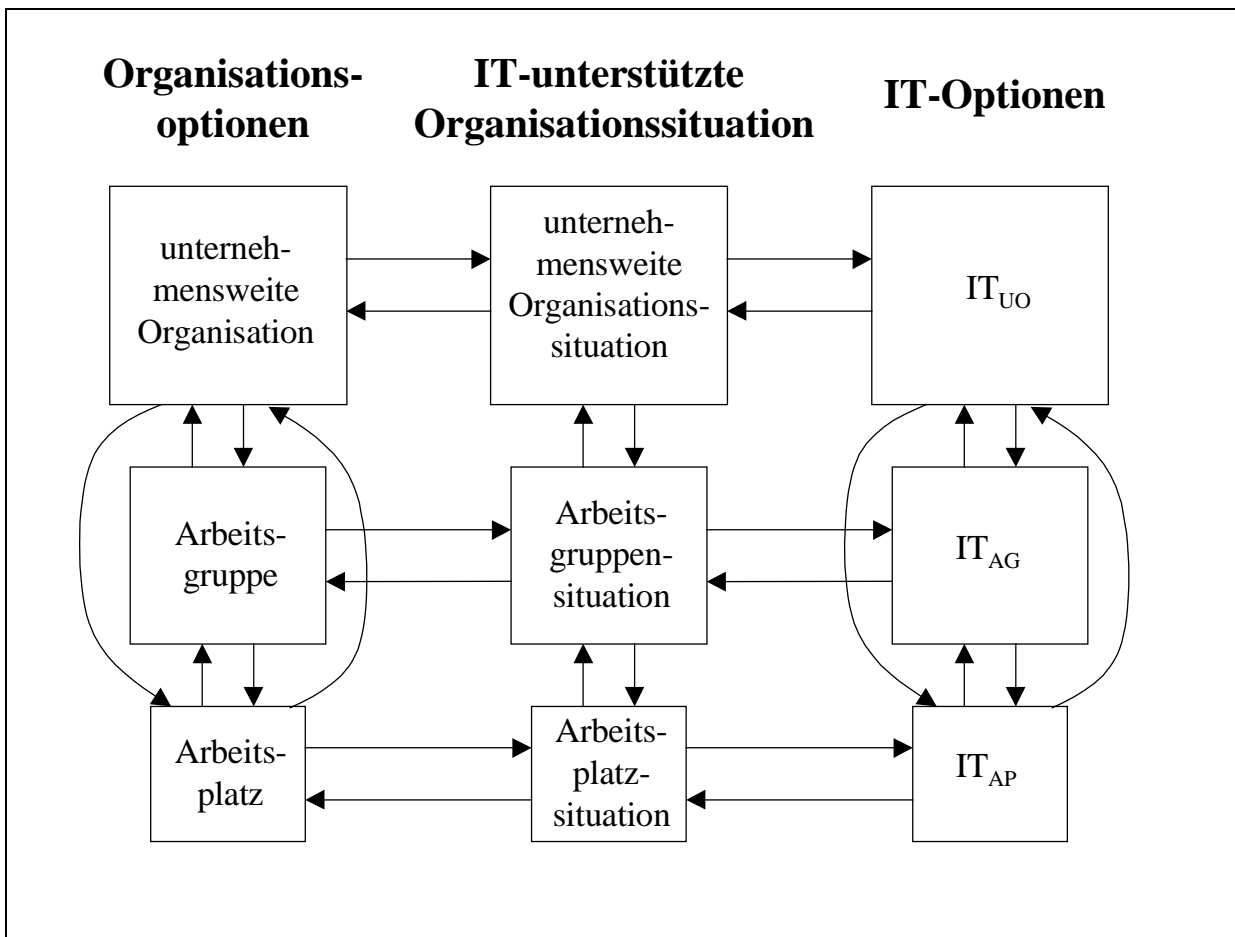 Organisations-
optionen
IT-unterstützte
Organisationssituation
IT-Optionen
unterneh-
mensweite
Organisation
unterneh-
mensweite
Organisations-
situation
IT_UO
Arbeits-
gruppe
Arbeits-
gruppen-
situation
IT_AG
Arbeits-
platz
Arbeits-
platz-
situation
IT_AP